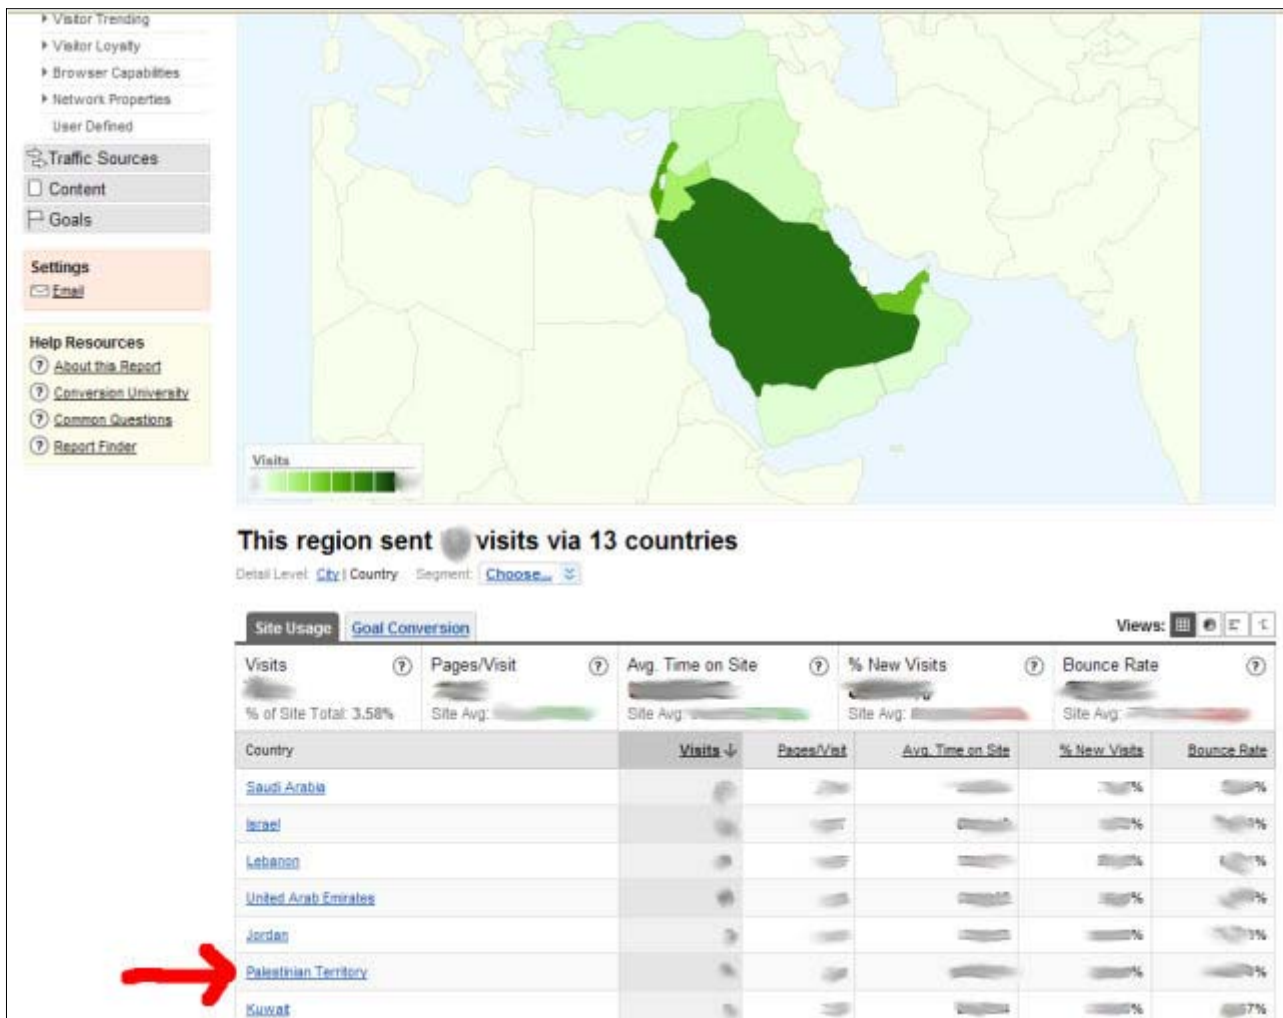 Visitor Trending
Visitor Loyalty
Browser Capabilities
Network Properties
User Defined
Traffic Sources
Content
Goals
Settings
Email
Help Resources
About this Report
Conversion University
Common Questions
Report Finder
Visits
This region sent visits via 13 countries
Detail Level: City | Country Segment: Choose...
Site Usage Goal Conversion Views:
Visits Pages/Visit Avg. Time on Site % New Visits Bounce Rate
% of Site Total: 3.58% Site Avg: Site Avg: Site Avg: Site Avg:
Country Visits Pages/Visit Avg. Time on Site % New Visits Bounce Rate
Saudi Arabia % %
Israel % %
Lebanon % %
United Arab Emirates % %
Jordan % %
Palestinian Territory % %
Kuwait % 7%